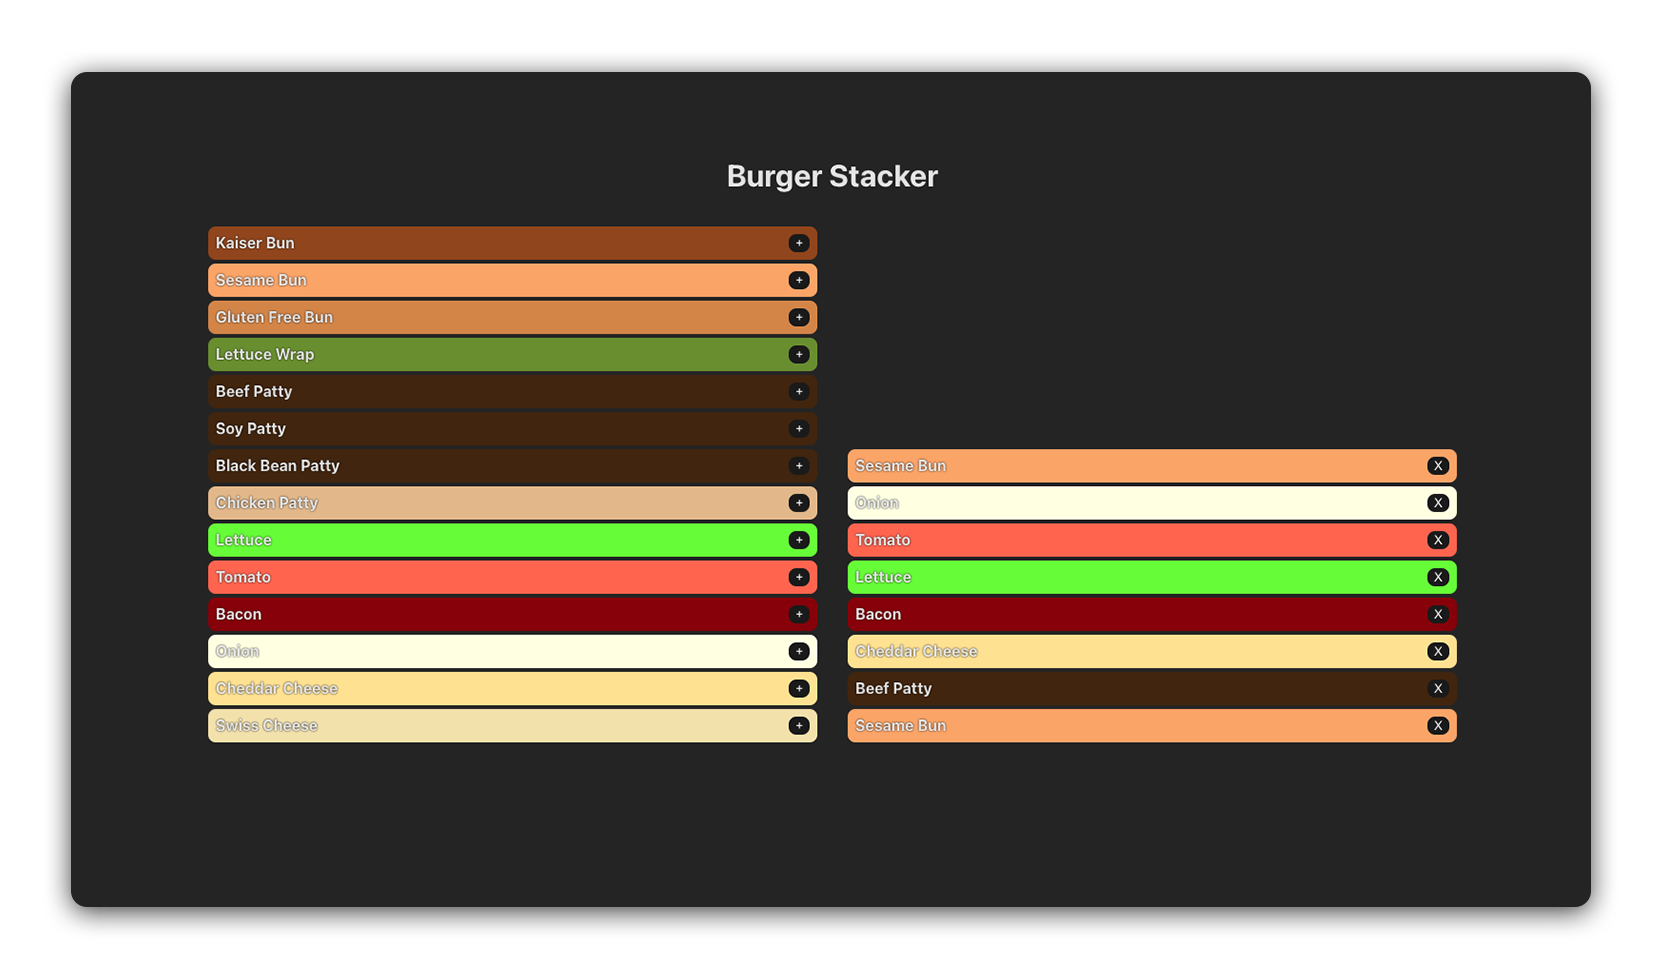 Burger Stacker
Kaiser Bun +
Sesame Bun +
Gluten Free Bun +
Lettuce Wrap +
Beef Patty +
Soy Patty +
Black Bean Patty +
Chicken Patty +
Lettuce +
Tomato +
Bacon +
Onion +
Cheddar Cheese +
Swiss Cheese +
Sesame Bun X
Onion X
Tomato X
Lettuce X
Bacon X
Cheddar Cheese X
Beef Patty X
Sesame Bun X